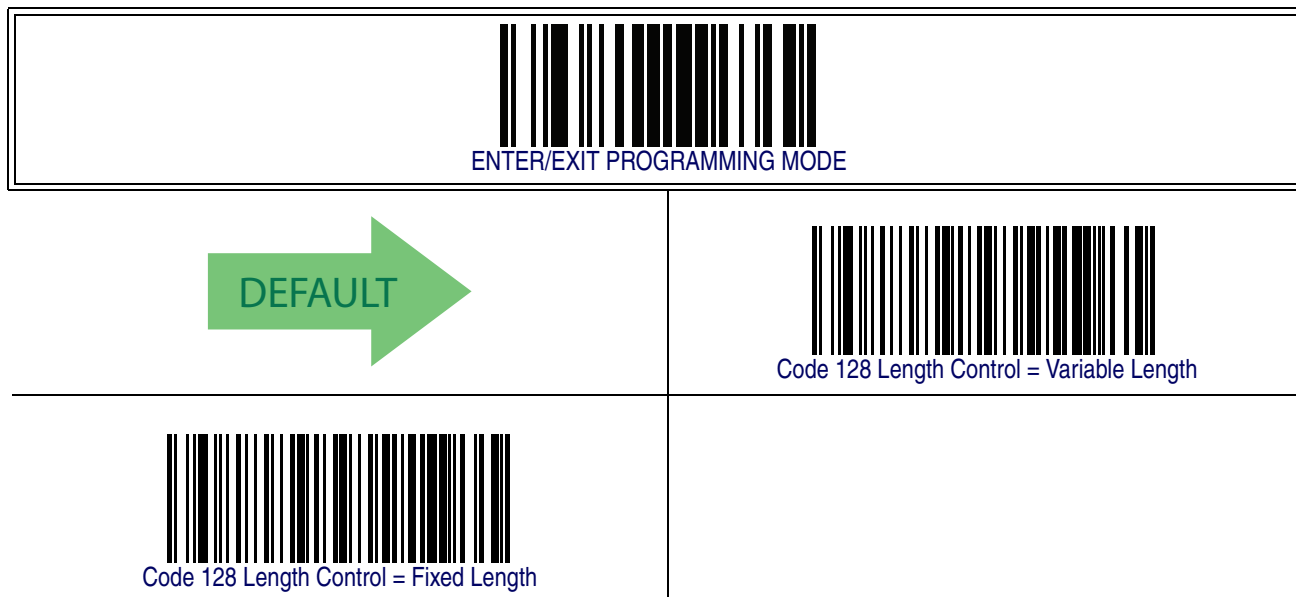 ENTER/EXIT PROGRAMMING MODE
DEFAULT
Code 128 Length Control = Variable Length
Code 128 Length Control = Fixed Length